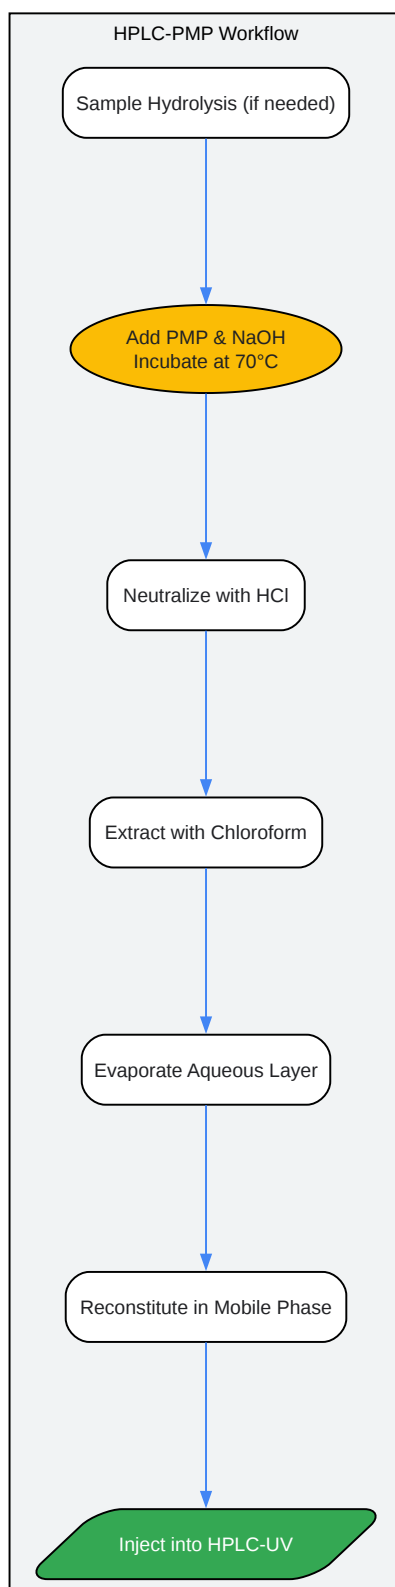 HPLC-PMP Workflow
Sample Hydrolysis (if needed)
Add PMP & NaOH
Incubate at 70°C
Neutralize with HCl
Extract with Chloroform
Evaporate Aqueous Layer
Reconstitute in Mobile Phase
Inject into HPLC-UV